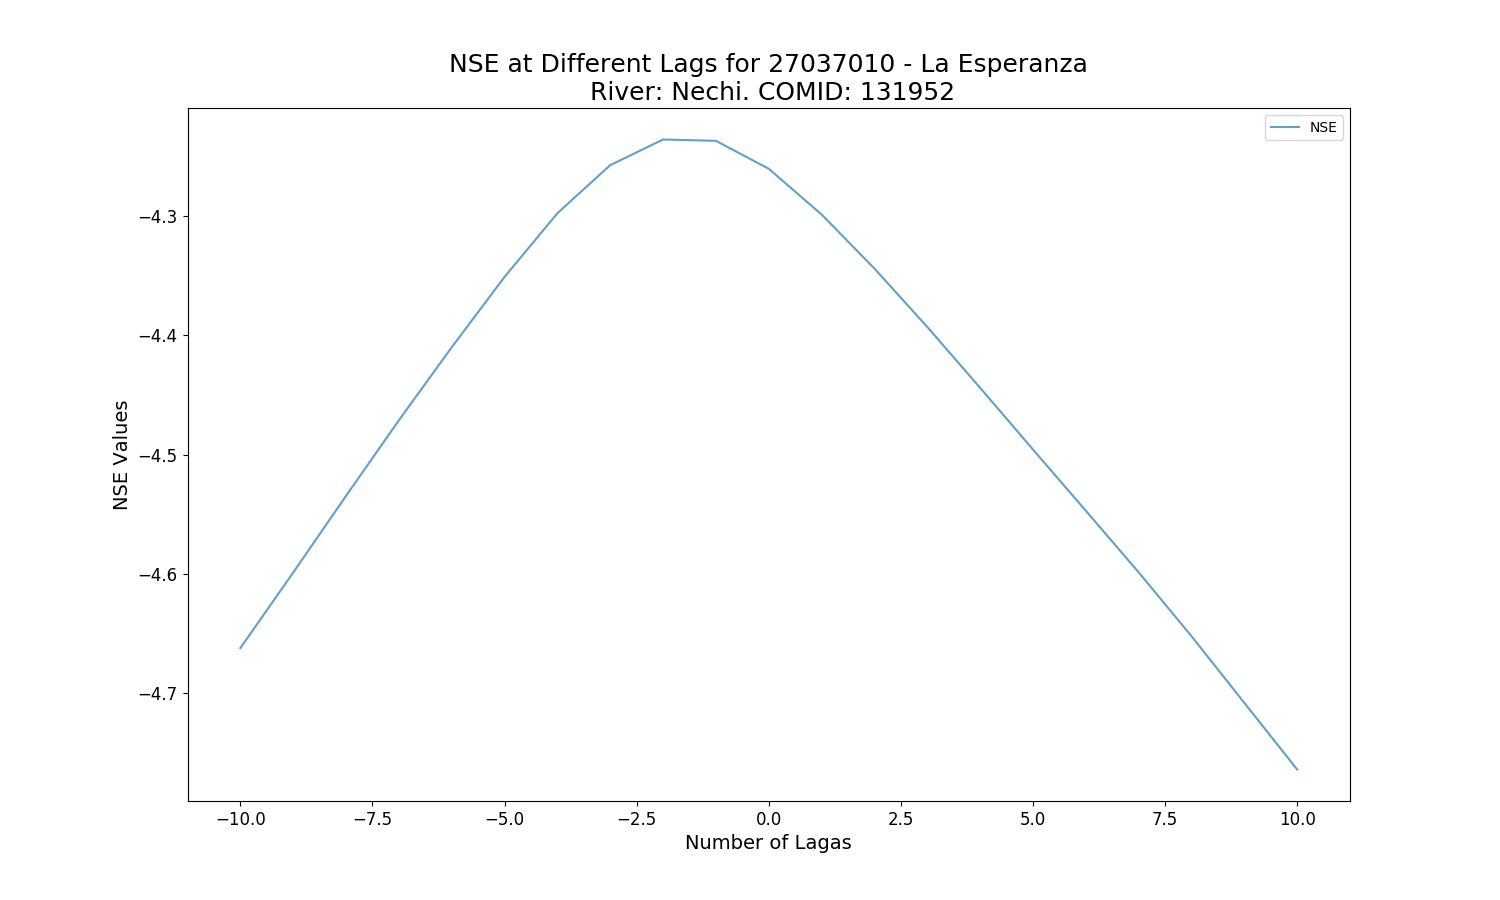 NSE at Different Lags for 27037010 - La Esperanza
River: Nechi. COMID: 131952
NSE
−4.3
−4.4
−4.5
−4.6
−4.7
NSE Values
−10.0 −7.5 −5.0 −2.5 0.0 2.5 5.0 7.5 10.0
Number of Lagas